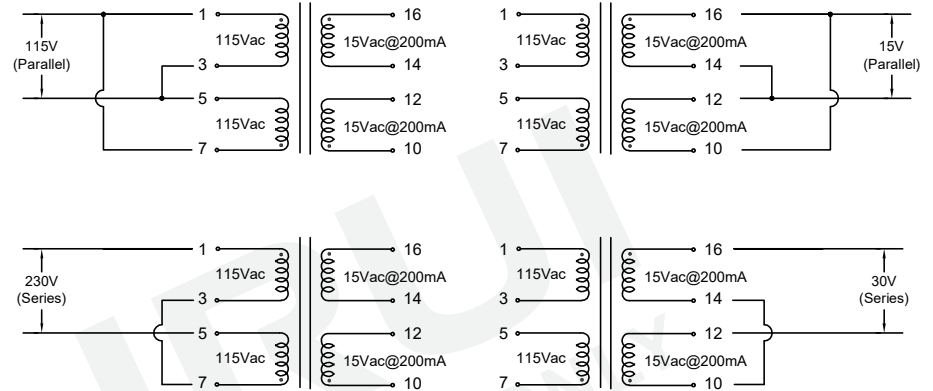 1 16 1 16
115V 115Vac 15Vac@200mA 115Vac 15Vac@200mA 15V
(Parallel) (Parallel)
3 14 3 14
5 12 5 12
115Vac 15Vac@200mA 115Vac 15Vac@200mA
7 10 7 10
1 16 1 16
230V 115Vac 15Vac@200mA 115Vac 15Vac@200mA 30V
(Series) (Series)
3 14 3 14
5 12 5 12
115Vac 15Vac@200mA 115Vac 15Vac@200mA
7 10 7 10